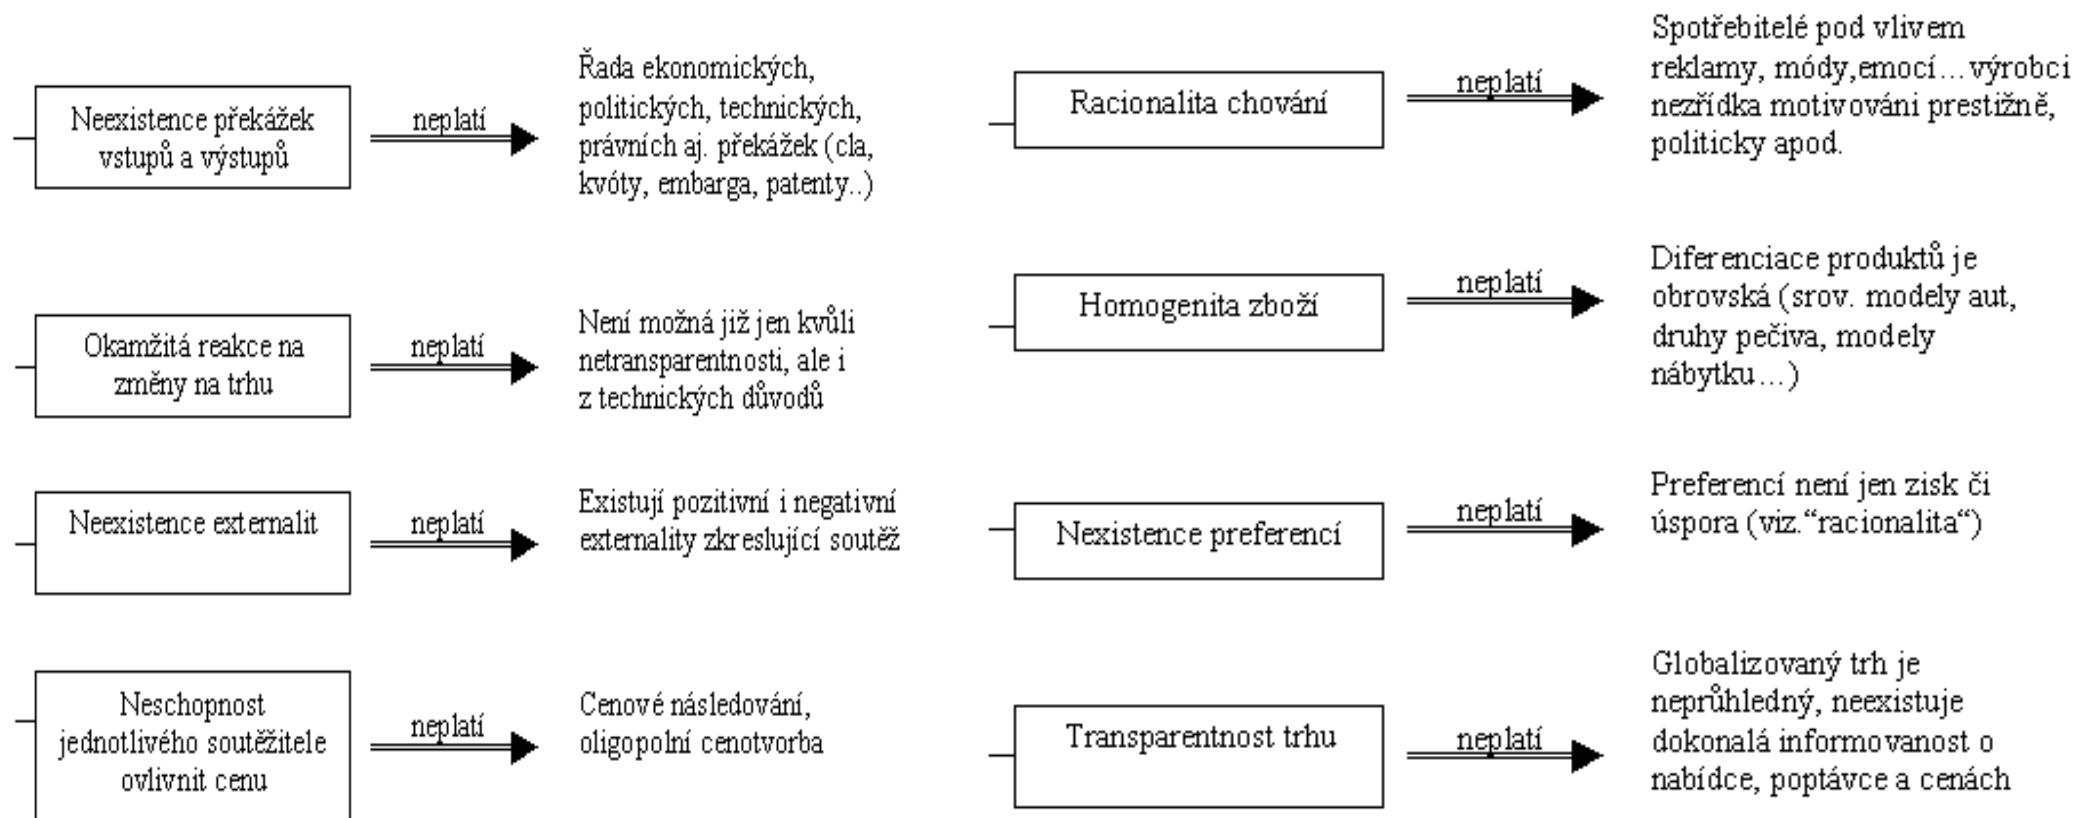 Neexistence překážek
vstupů a výstupů
neplatí
Řada ekonomických,
politických, technických,
právních aj. překážek (cla,
kvóty, embarga, patenty..)
Okamžitá reakce na
změny na trhu
neplatí
Není možná již jen kvůli
netransparentnosti, ale i
z technických důvodů
Neexistence externalit
neplatí
Existují pozitivní i negativní
externality zkreslující soutěž
Neschopnost
jednotlivého soutěžitele
ovlivnit cenu
neplatí
Cenové následování,
oligopolní cenotvorba
Racionalita chování
neplatí
Spotřebitelé pod vlivem
reklamy, módy,emocí...výrobci
nezřídka motivováni prestižně,
politicky apod.
Homogenita zboží
neplatí
Diferenciace produktů je
obrovská (srov. modely aut,
druhy pečiva, modely
nábytku...)
Nexistence preferencí
neplatí
Preferencí není jen zisk či
úspora (viz.“racionalita“)
Transparentnost trhu
neplatí
Globalizovaný trh je
neprůhledný, neexistuje
dokonalá informovanost o
nabídce, poptávce a cenách